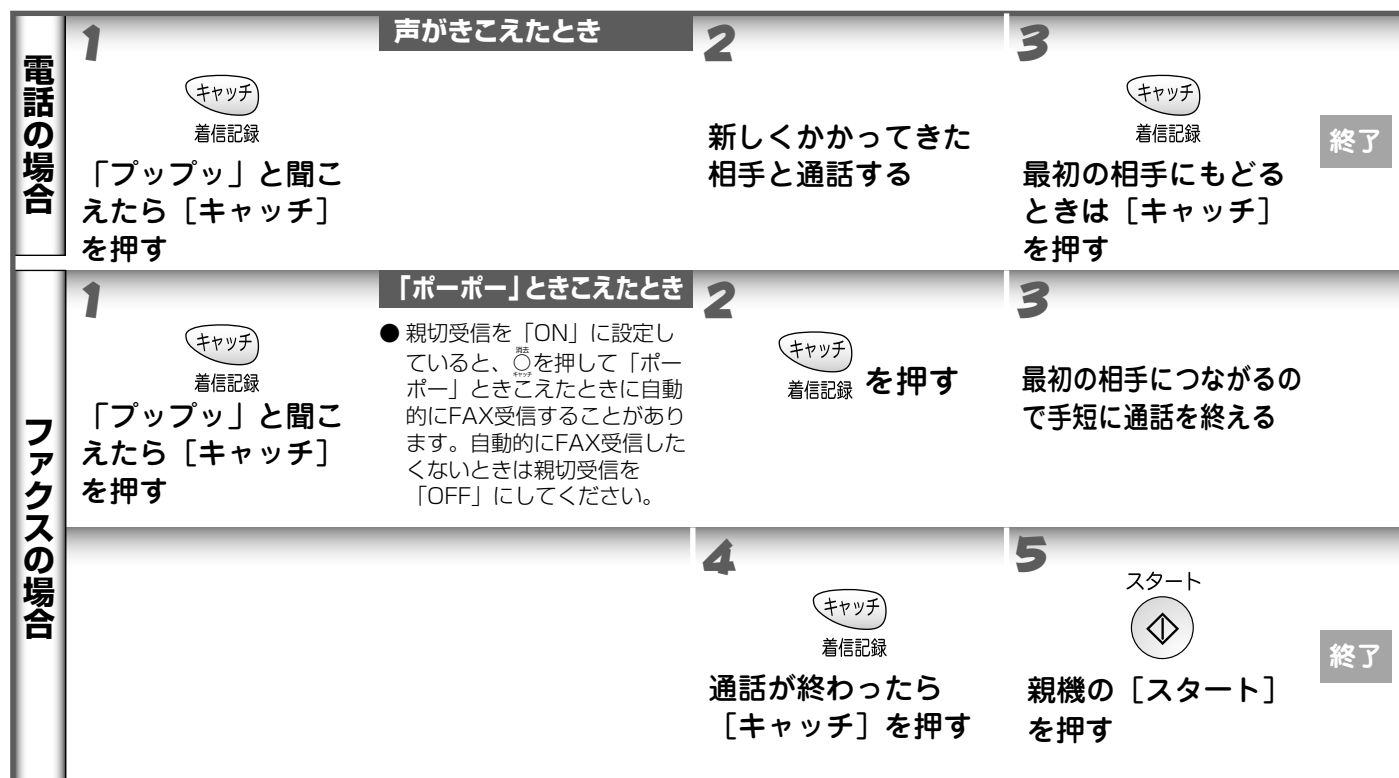 電話の場合
1
キャッチ
着信記録
「プップッ」と聞こ
えたら［キャッチ］
を押す
声がきこえたとき
2
新しくかかってきた
相手と通話する
3
キャッチ
着信記録
最初の相手にもどる
ときは［キャッチ］
を押す
終了
ファクスの場合
1
キャッチ
着信記録
「プップッ」と聞こ
えたら［キャッチ］
を押す
「ポーポー」ときこえたとき
● 親切受信を「ON」に設定し
ていると、消去キャッチを押して「ポー
ポー」ときこえたときに自動
的にFAX受信することがあり
ます。自動的にFAX受信した
くないときは親切受信を
「OFF」にしてください。
2
キャッチ
着信記録 を押す
3
最初の相手につながるの
で手短に通話を終える
4
キャッチ
着信記録
通話が終わったら
［キャッチ］を押す
5
スタート
親機の［スタート］
を押す
終了